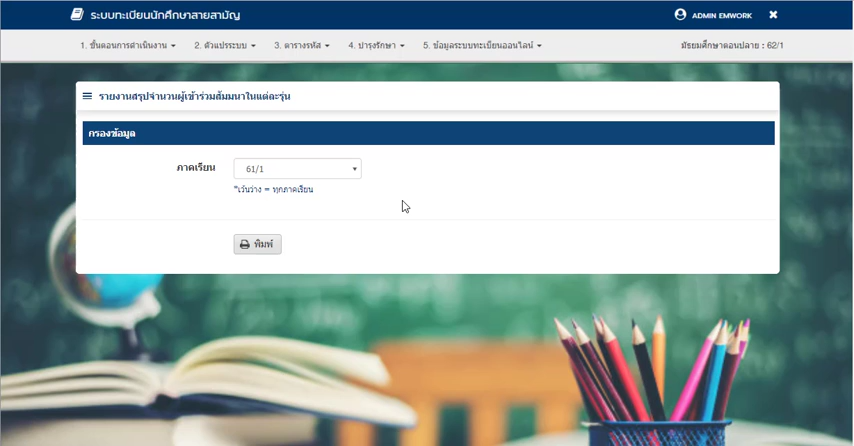 ระบบทะเบียนนักศึกษาสายสามัญ
ADMIN EMWORK
1. ขั้นตอนการดำเนินงาน 2. ตัวแปรระบบ 3. ตารางรหัส 4. บำรุงรักษา 5. ข้อมูลระบบทะเบียนออนไลน์ มัธยมศึกษาตอนปลาย : 62/1
รายงานสรุปจำนวนผู้เข้าร่วมสัมมนาในแต่ละรุ่น
กรองข้อมูล
ภาคเรียน 61/1
*เว้นว่าง = ทุกภาคเรียน
พิมพ์